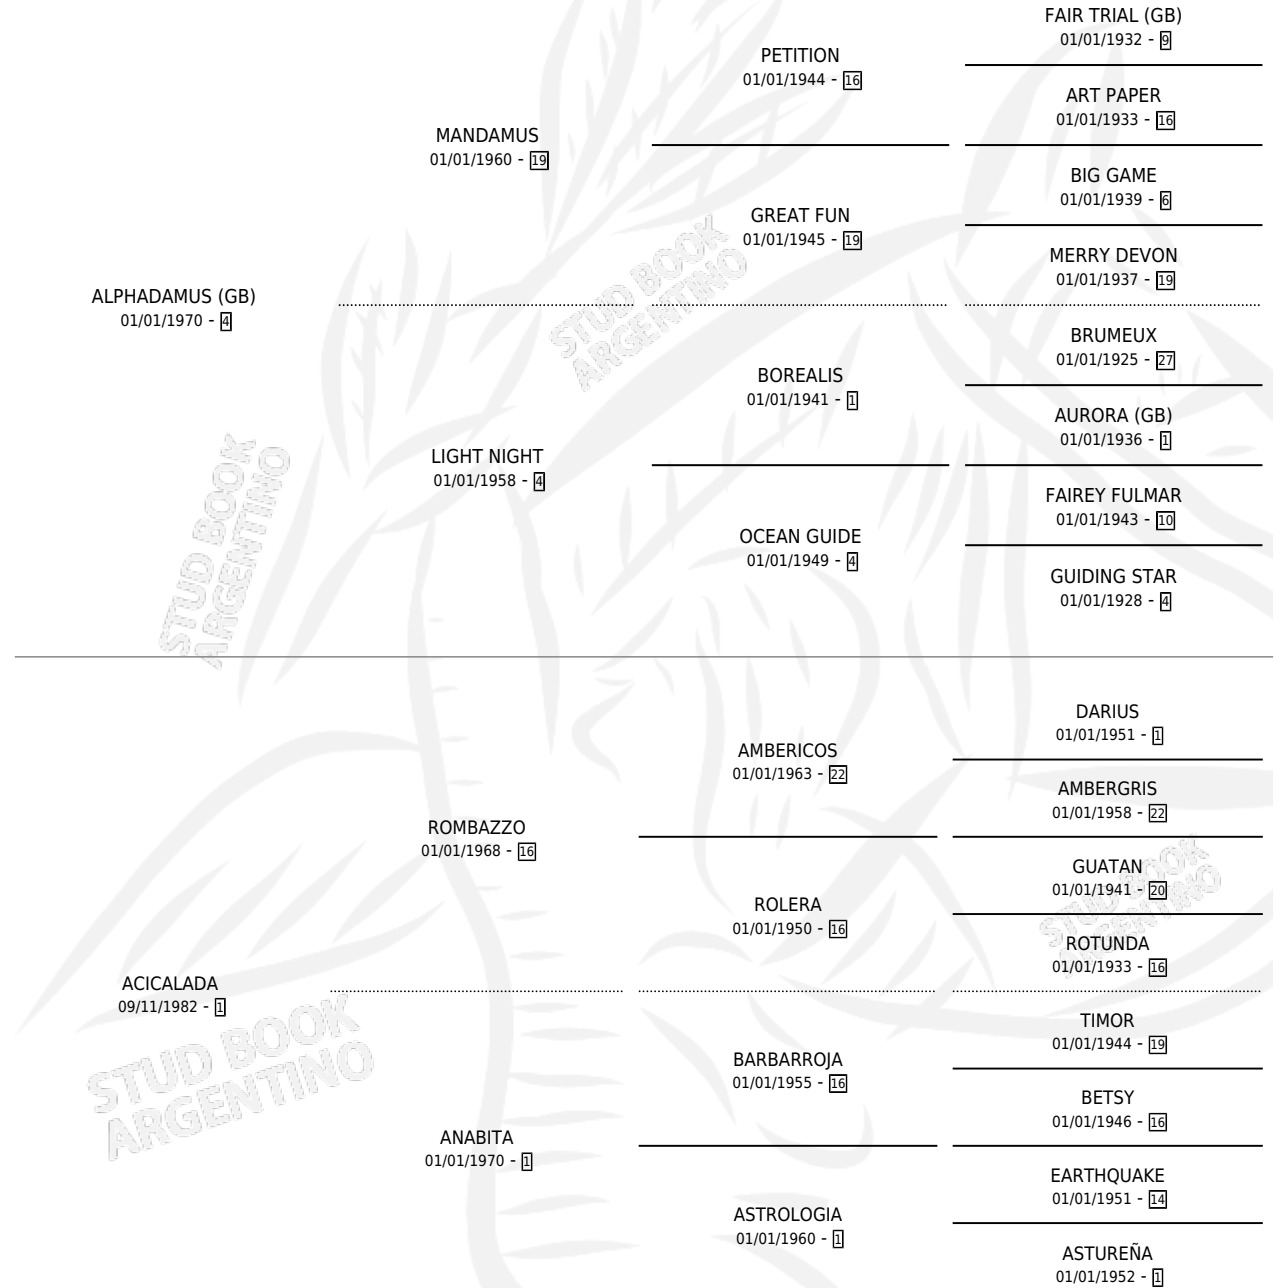 FAIR TRIAL (GB)
01/01/1932 - 9
PETITION
01/01/1944 - 16
ART PAPER
01/01/1933 - 16
MANDAMUS
01/01/1960 - 19
BIG GAME
01/01/1939 - 6
GREAT FUN
01/01/1945 - 19
MERRY DEVON
01/01/1937 - 19
ALPHADAMUS (GB)
01/01/1970 - 4
BRUMEUX
01/01/1925 - 27
BOREALIS
01/01/1941 - 1
AURORA (GB)
01/01/1936 - 1
LIGHT NIGHT
01/01/1958 - 4
FAIREY FULMAR
01/01/1943 - 10
OCEAN GUIDE
01/01/1949 - 4
GUIDING STAR
01/01/1928 - 4
STUD BOOK
ARGENTINO
STUD BOOK
ARGENTINO
DARIUS
01/01/1951 - 1
AMBERICOS
01/01/1963 - 22
AMBERGRIS
01/01/1958 - 22
ROMBAZZO
01/01/1968 - 16
GUATAN
01/01/1941 - 20
ROLERA
01/01/1950 - 16
ROTUNDA
01/01/1933 - 16
ACICALADA
09/11/1982 - 1
TIMOR
01/01/1944 - 19
BARBARROJA
01/01/1955 - 16
BETSY
01/01/1946 - 16
ANABITA
01/01/1970 - 1
EARTHQUAKE
01/01/1951 - 14
ASTROLOGIA
01/01/1960 - 1
ASTUREÑA
01/01/1952 - 1
STUD BOOK
ARGENTINO
STUD BOOK
ARGENTINO